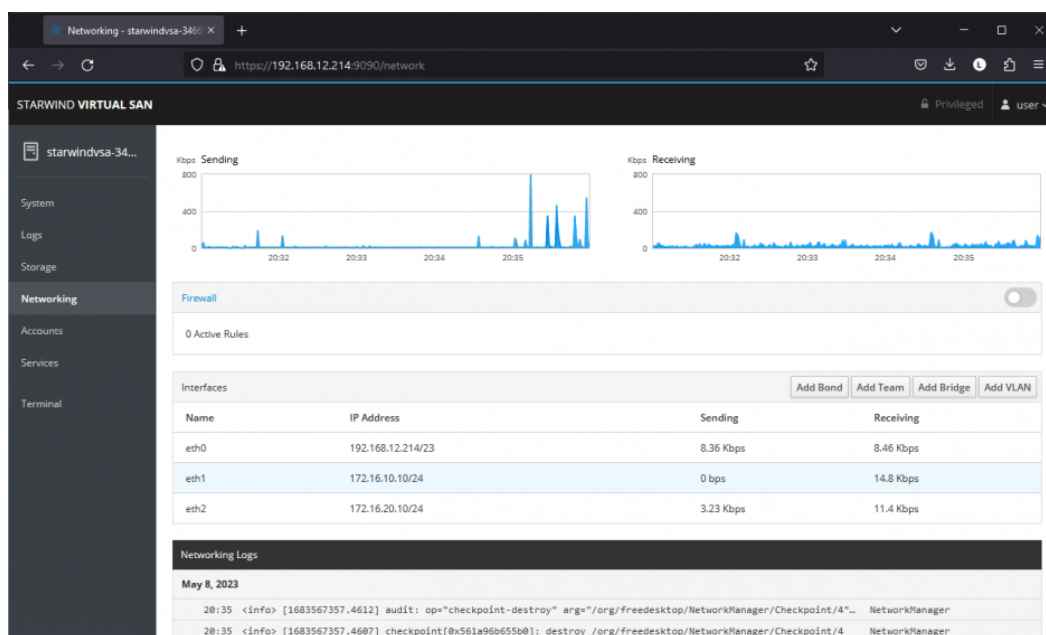 Networking - starwindvsa-3466
https://192.168.12.214:9090/network
L
STARWIND VIRTUAL SAN
Privileged
user
starwindvsa-34...
System
Logs
Storage
Networking
Accounts
Services
Terminal
Kbps Sending
800
400
0
20:32 20:33 20:34 20:35
Kbps Receiving
800
400
0
20:32 20:33 20:34 20:35
Firewall
0 Active Rules
Interfaces Add Bond Add Team Add Bridge Add VLAN
Name IP Address Sending Receiving
eth0 192.168.12.214/23 8.36 Kbps 8.46 Kbps
eth1 172.16.10.10/24 0 bps 14.8 Kbps
eth2 172.16.20.10/24 3.23 Kbps 11.4 Kbps
Networking Logs
May 8, 2023
20:35 <info> [1683567357.4612] audit: op="checkpoint-destroy" arg="/org/freedesktop/NetworkManager/Checkpoint/4"… NetworkManager
20:35 <info> [1683567357.4607] checkpoint[0x561a96b655b0]: destroy /org/freedesktop/NetworkManager/Checkpoint/4 NetworkManager